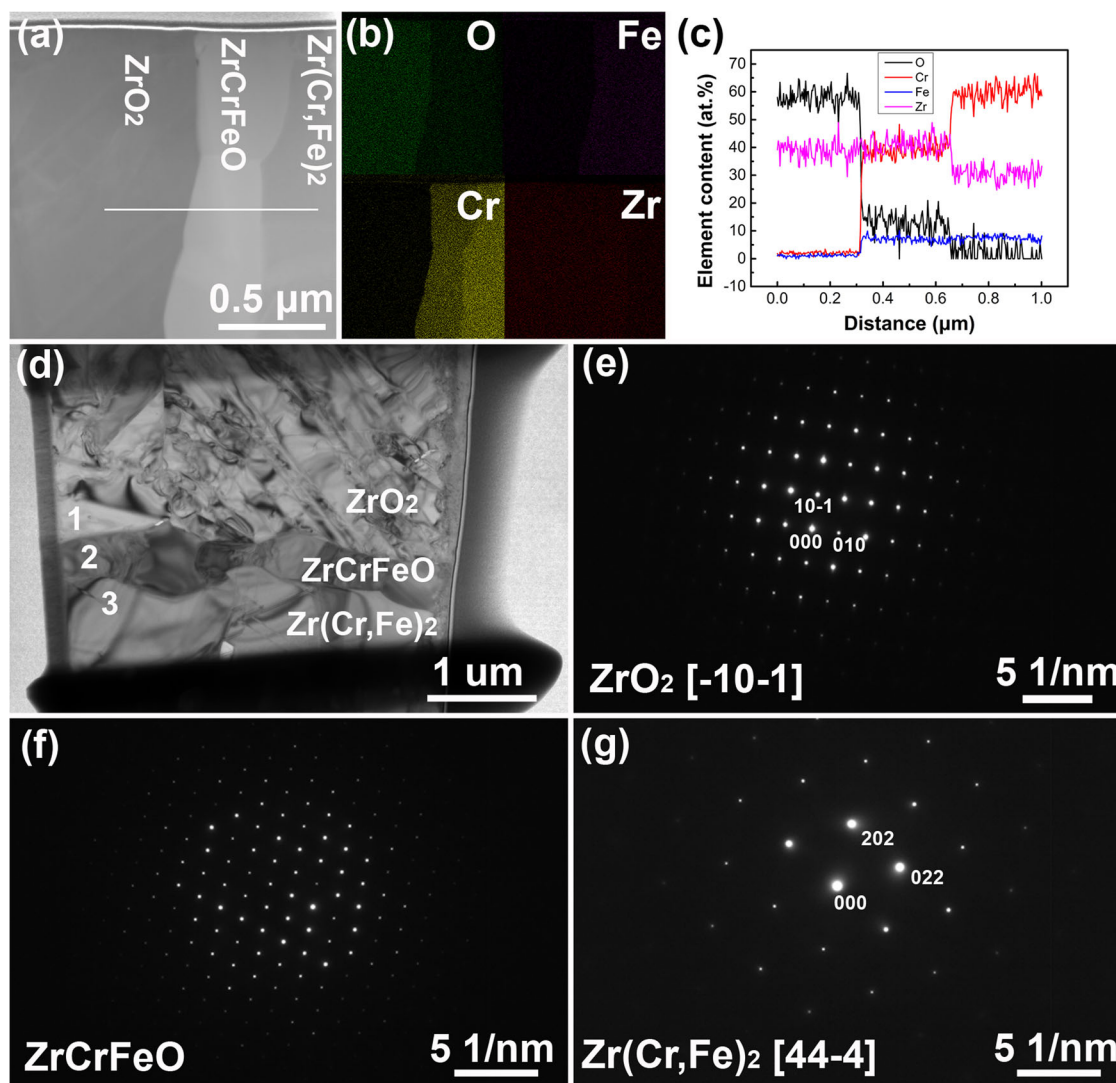 (a)
ZrO2
ZrCrFeO
Zr(Cr,Fe)2
0.5 μm
(b)
O
Fe
Cr
Zr
(c)
Element content (at.%)
70
60
50
40
30
20
10
0
-10
O
Cr
Fe
Zr
0.0 0.2 0.4 0.6 0.8 1.0
Distance (μm)
(d)
1
2
3
ZrO2
ZrCrFeO
Zr(Cr,Fe)2
1 um
(e)
10-1
000
010
ZrO2 [-10-1]
5 1/nm
(f)
ZrCrFeO
5 1/nm
(g)
202
022
000
Zr(Cr,Fe)2 [44-4]
5 1/nm